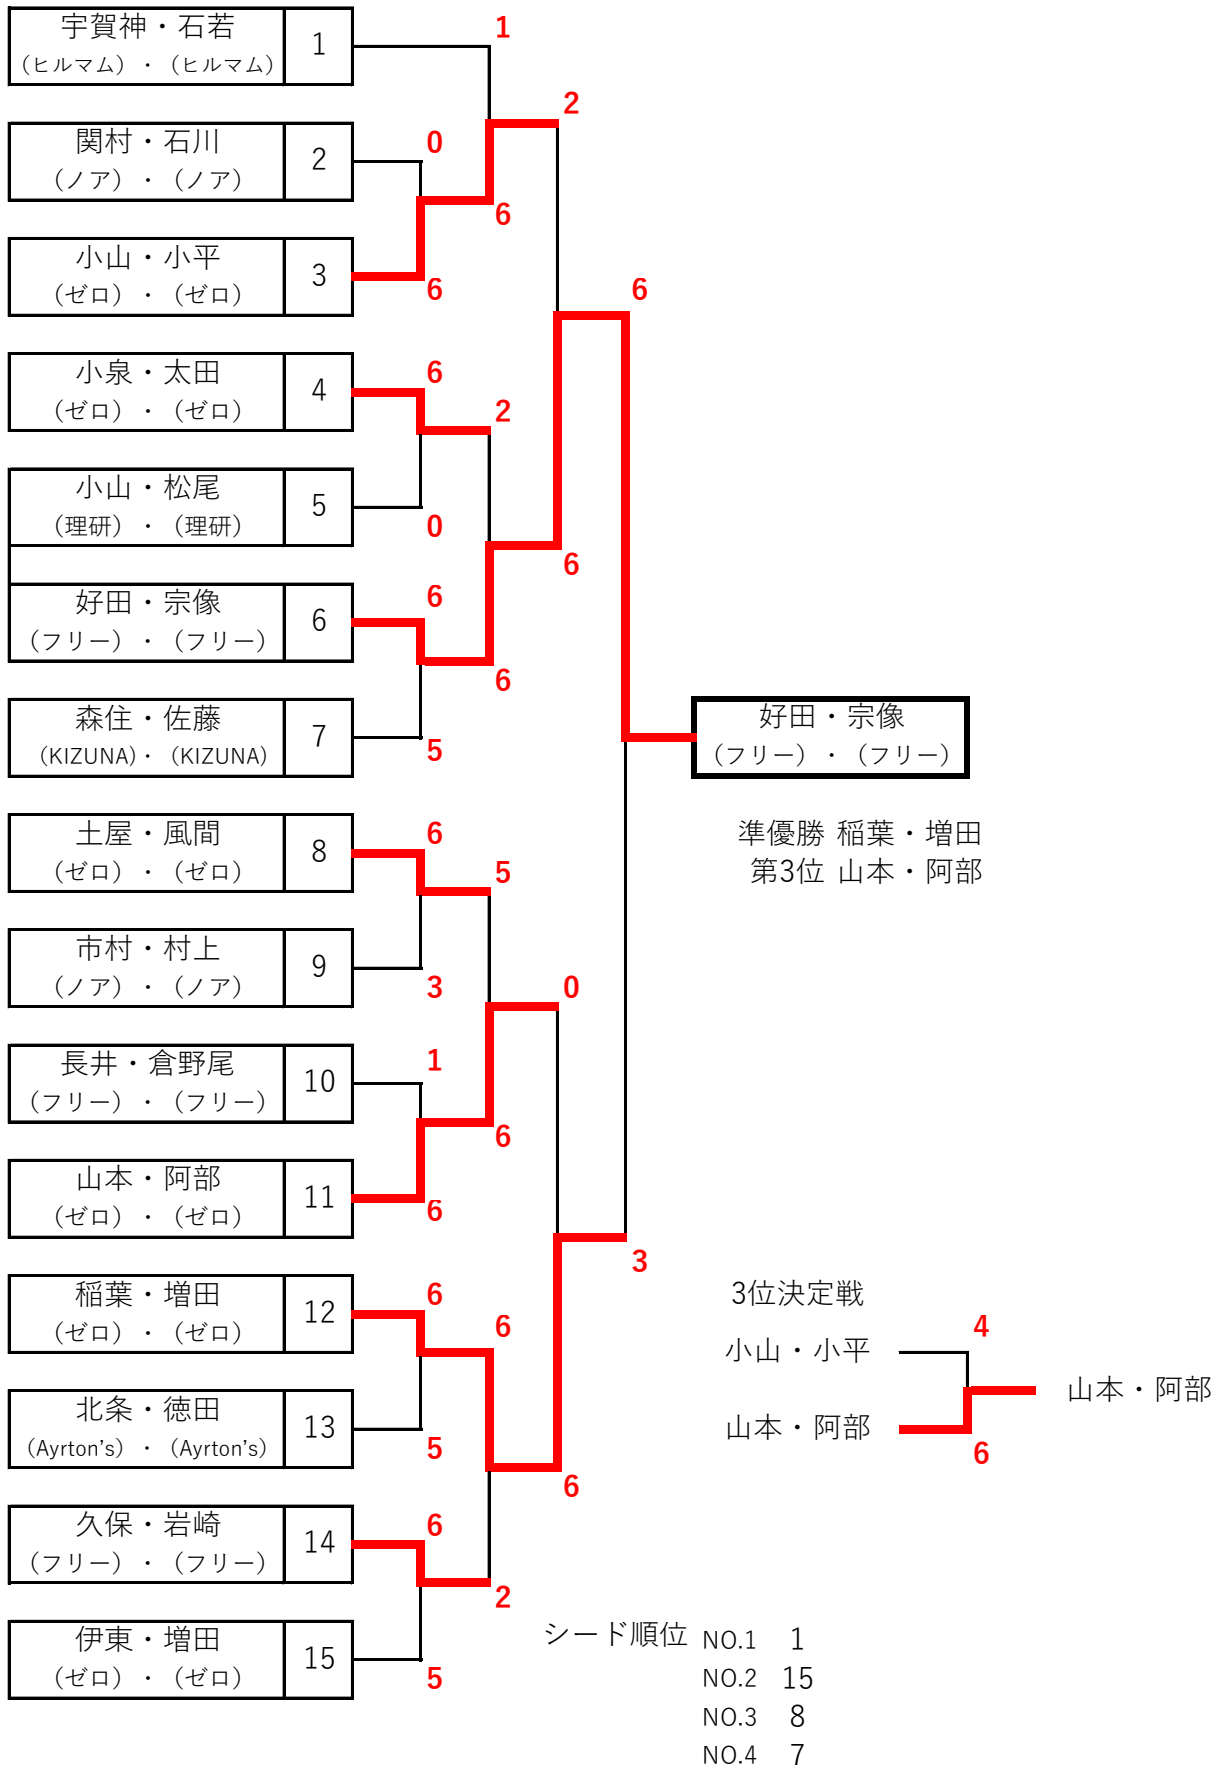 宇賀神・石若
（ヒルマム）・（ヒルマム）
1
1
2
関村・石川
（ノア）・（ノア）
2
0
6
小山・小平
（ゼロ）・（ゼロ）
3
6
6
小泉・太田
（ゼロ）・（ゼロ）
4
6
2
小山・松尾
（理研）・（理研）
5
0
6
好田・宗像
（フリー）・（フリー）
6
6
6
森住・佐藤
（KIZUNA）・（KIZUNA）
7
5
好田・宗像
（フリー）・（フリー）
準優勝 稲葉・増田
第3位 山本・阿部
土屋・風間
（ゼロ）・（ゼロ）
8
6
5
市村・村上
（ノア）・（ノア）
9
3
0
長井・倉野尾
（フリー）・（フリー）
10
1
6
山本・阿部
（ゼロ）・（ゼロ）
11
6
3
稲葉・増田
（ゼロ）・（ゼロ）
12
6
6
北条・徳田
（Ayrton’s）・（Ayrton’s）
13
5
6
3位決定戦
小山・小平
4
山本・阿部
山本・阿部
6
久保・岩崎
（フリー）・（フリー）
14
6
2
伊東・増田
（ゼロ）・（ゼロ）
15
5
シード順位 NO.1 1
NO.2 15
NO.3 8
NO.4 7